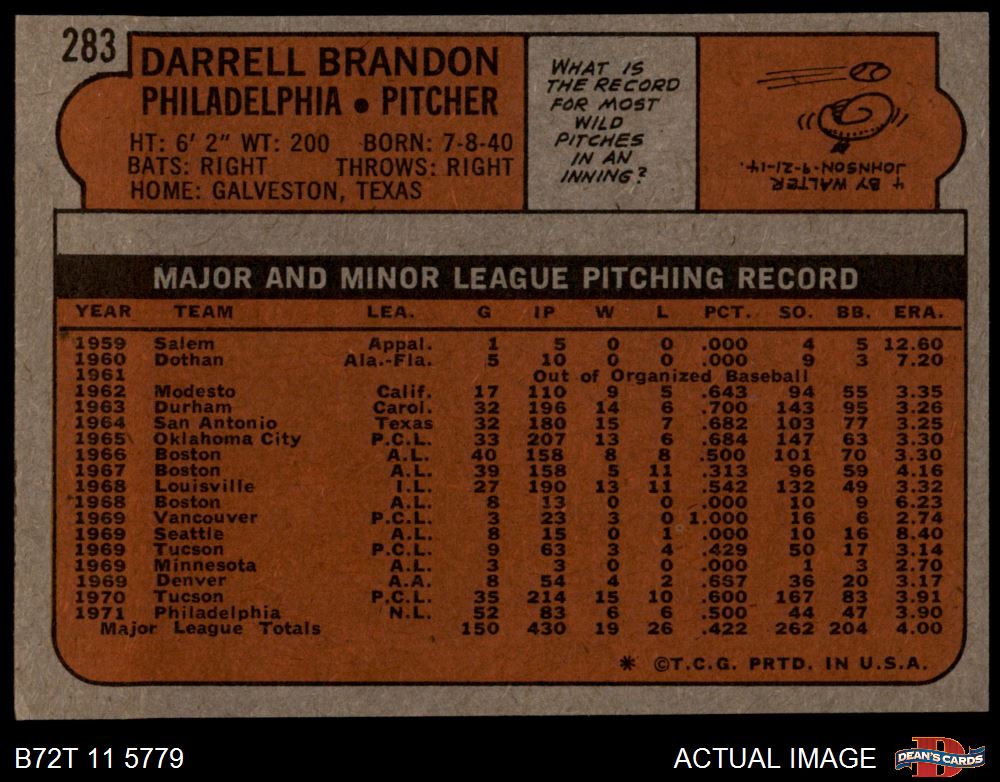 283
DARRELL BRANDON
PHILADELPHIA • PITCHER
HT: 6' 2" WT: 200 BORN: 7-8-40
BATS: RIGHT THROWS: RIGHT
HOME: GALVESTON, TEXAS
WHAT IS
THE RECORD
FOR MOST
WILD
PITCHES
IN AN
INNING?
4 BY WALTER
JOHNSON-9-21-14.
MAJOR AND MINOR LEAGUE PITCHING RECORD
YEAR TEAM LEA. G IP W L PCT. SO. BB. ERA.
1959 Salem Appal. 1 5 0 0 .000 4 5 12.60
1960 Dothan Ala.-Fla. 5 10 0 0 .000 9 3 7.20
1961 Out of Organized Baseball
1962 Modesto Calif. 17 110 9 5 .643 94 55 3.35
1963 Durham Carol. 32 196 14 6 .700 143 95 3.26
1964 San Antonio Texas 32 180 15 7 .682 103 77 3.25
1965 Oklahoma City P.C.L. 33 207 13 6 .684 147 63 3.30
1966 Boston A.L. 40 158 8 8 .500 101 70 3.30
1967 Boston A.L. 39 158 5 11 .313 96 59 4.16
1968 Louisville I.L. 27 190 13 11 .542 132 49 3.32
1968 Boston A.L. 8 13 0 0 .000 10 9 6.23
1969 Vancouver P.C.L. 3 23 3 0 1.000 16 6 2.74
1969 Seattle A.L. 8 15 0 1 .000 10 16 8.40
1969 Tucson P.C.L. 9 63 3 4 .429 50 17 3.14
1969 Minnesota A.L. 3 3 0 0 .000 1 3 2.70
1969 Denver A.A. 8 54 4 2 .667 36 20 3.17
1970 Tucson P.C.L. 35 214 15 10 .600 167 83 3.91
1971 Philadelphia N.L. 52 83 6 6 .500 44 47 3.90
Major League Totals 150 430 19 26 .422 262 204 4.00
* ©T.C.G. PRTD. IN U.S.A.
B72T 11 5779
ACTUAL IMAGE
D
DEAN'S CARDS